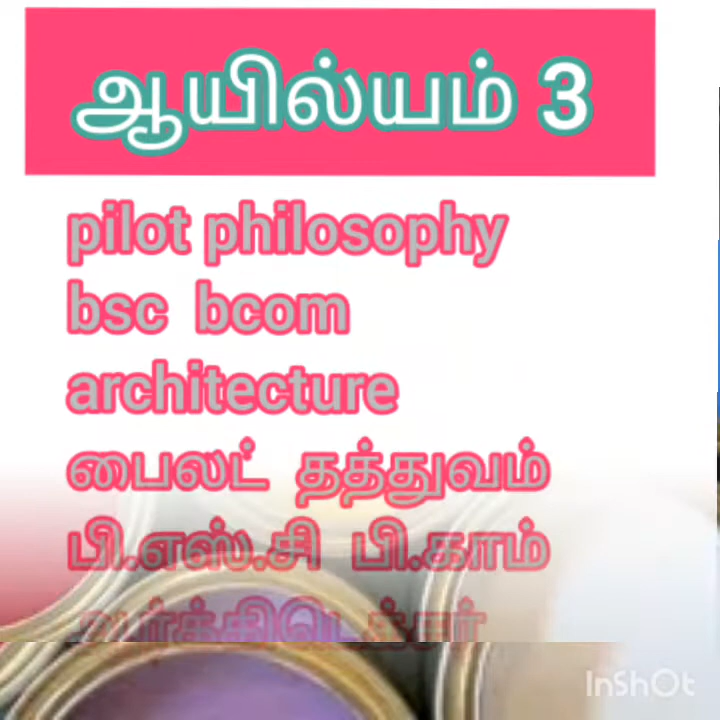 ஆயில்யம் 3
pilot philosophy
bsc bcom
architecture
பைலட் தத்துவம்
பி.எஸ்.சி பி.காம்
InShOt